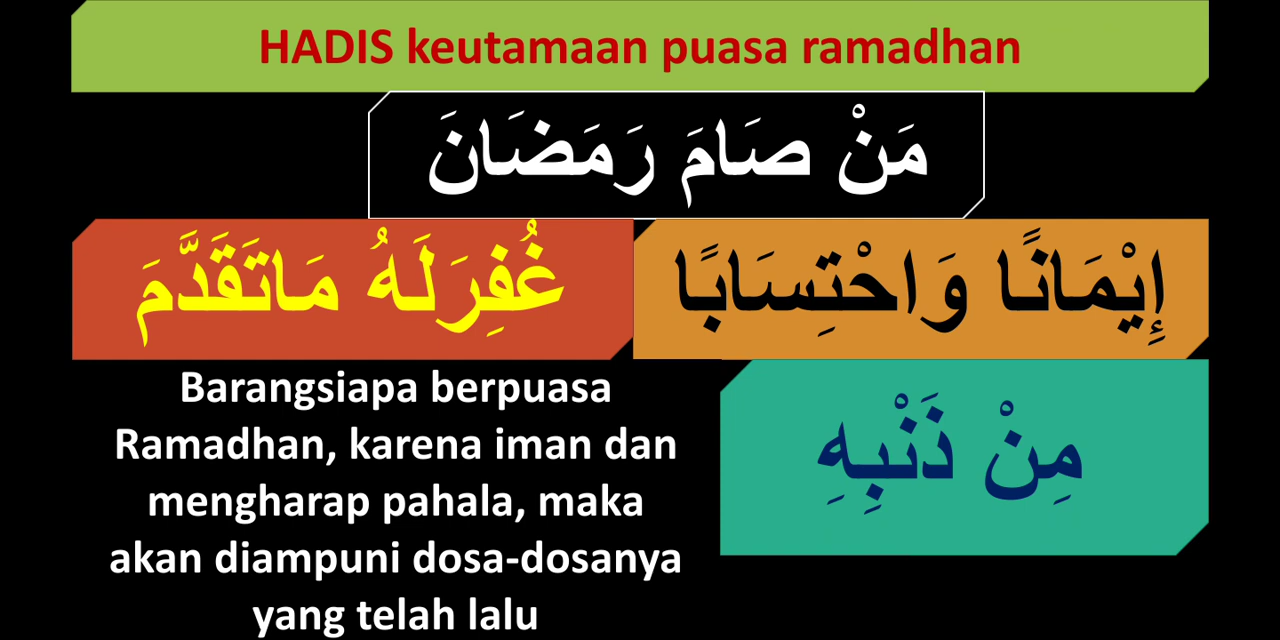 HADIS keutamaan puasa ramadhan
مَنْ صَامَ رَمَضَانَ
إِيْمَانًا وَاحْتِسَابًا
غُفِرَلَهُ مَاتَقَدَّمَ
مِنْ ذَنْبِهِ
Barangsiapa berpuasa
Ramadhan, karena iman dan
mengharap pahala, maka
akan diampuni dosa-dosanya
yang telah lalu